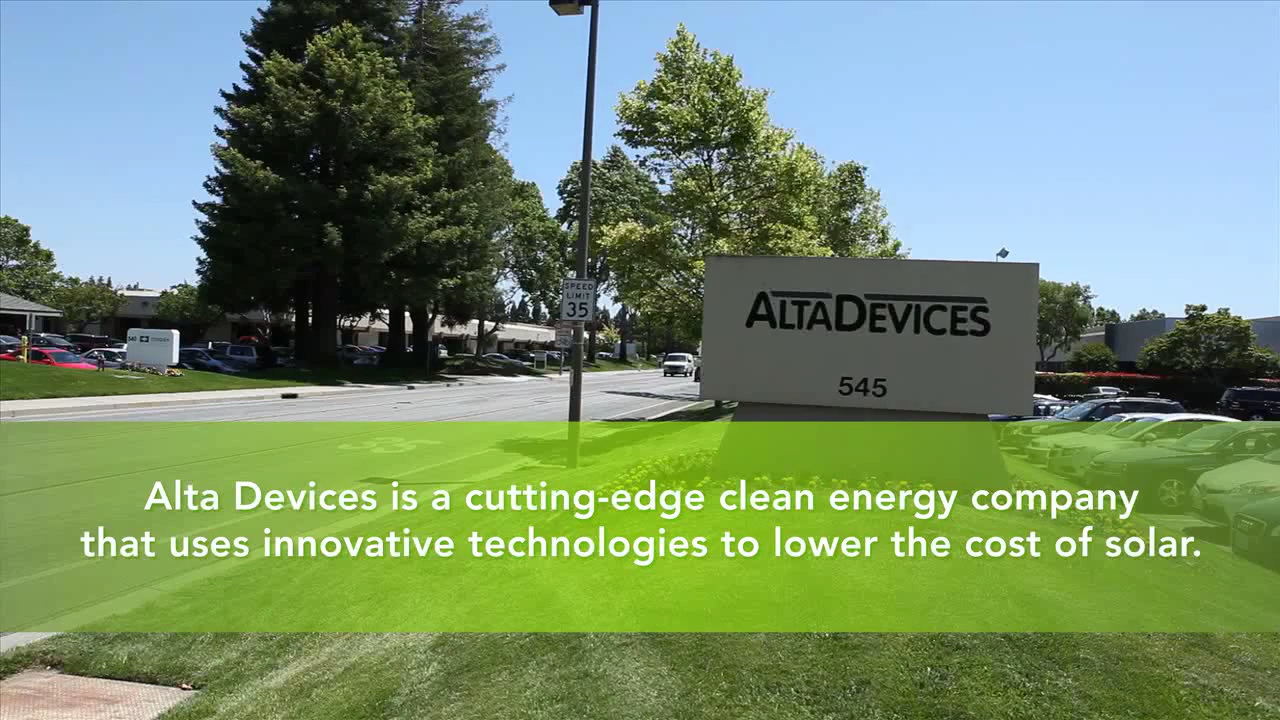 SPEED
LIMIT
35
ALTADEVICES
545
540
Alta Devices is a cutting-edge clean energy company
that uses innovative technologies to lower the cost of solar.